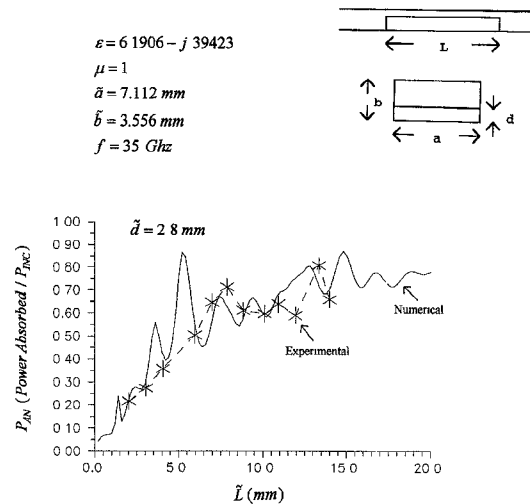 ε = 6 1906 − j 39423
μ = 1
ã = 7.112 mm
b̃ = 3.556 mm
f = 35 Ghz
L
b
d
a
P_AN (Power Absorbed / P_INC)
d̃ = 2 8 mm
1 00
0 90
0 80
0.70
0.60
0 50
0 40
0 30
0 20
0 10
0 00
Numerical
Experimental
0.0
5 0
10.0
15.0
20.0
L̃ (mm)